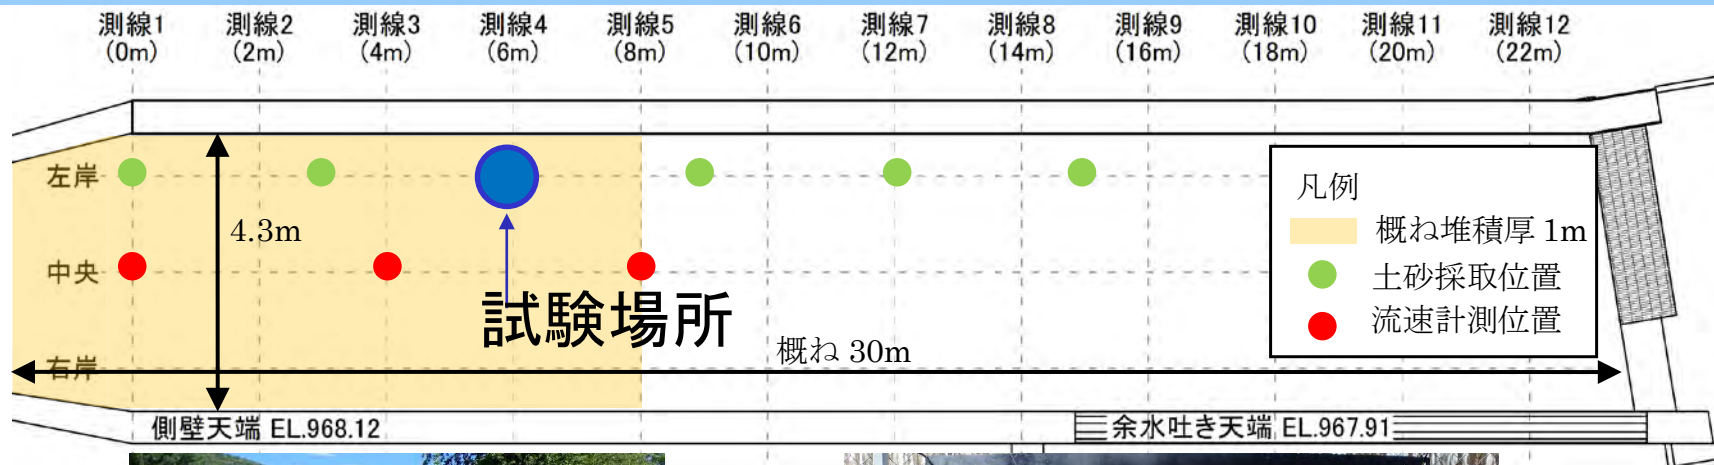 測線1 測線2 測線3 測線4 測線5 測線6 測線7 測線8 測線9 測線10 測線11 測線12
(0m) (2m) (4m) (6m) (8m) (10m) (12m) (14m) (16m) (18m) (20m) (22m)
左岸
4.3m
中央
試験場所
概ね 30m
右岸
凡例
概ね堆積厚 1m
土砂採取位置
流速計測位置
側壁天端 EL.968.12
余水吐き天端 EL.967.91